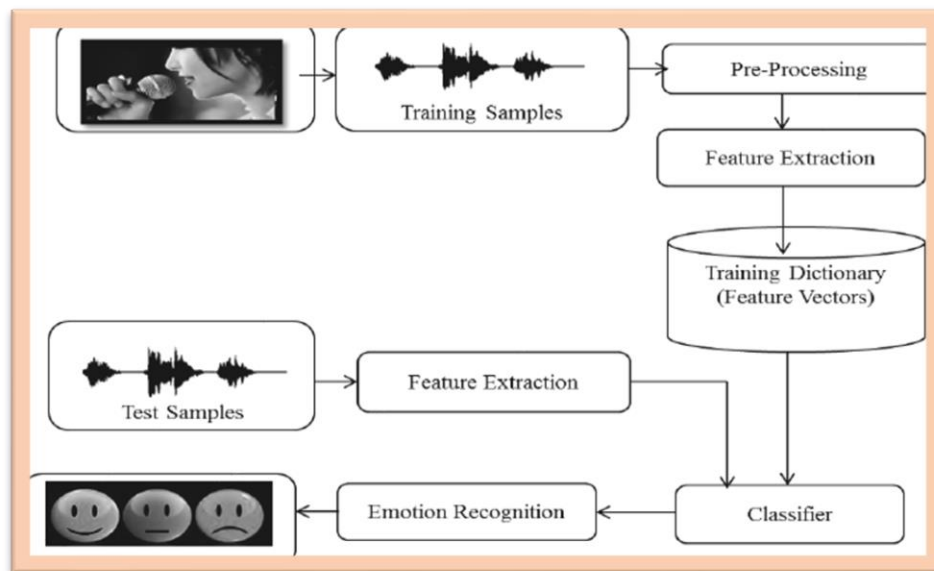 Training Samples
Pre-Processing
Feature Extraction
Training Dictionary
(Feature Vectors)
Test Samples
Feature Extraction
Classifier
Emotion Recognition